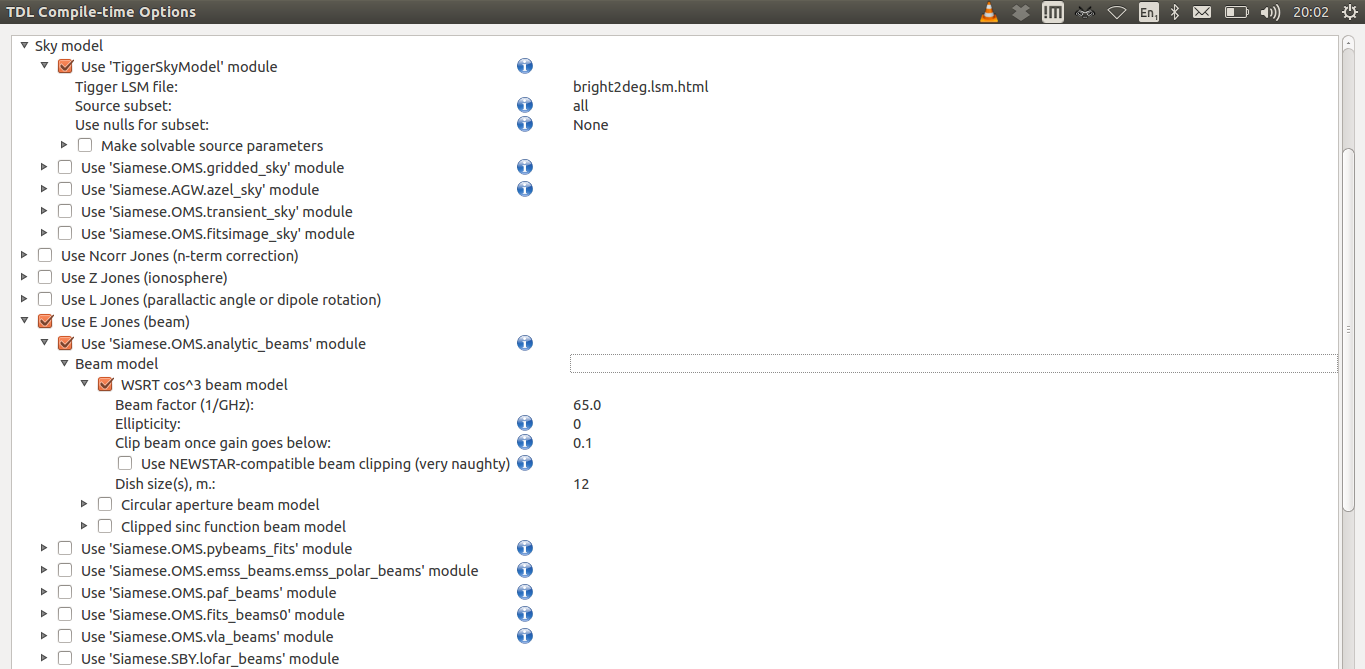 TDL Compile-time Options
!M En1 20:02
Sky model
Use 'TiggerSkyModel' module
Tigger LSM file: bright2deg.lsm.html
Source subset: all
Use nulls for subset: None
Make solvable source parameters
Use 'Siamese.OMS.gridded_sky' module
Use 'Siamese.AGW.azel_sky' module
Use 'Siamese.OMS.transient_sky' module
Use 'Siamese.OMS.fitsimage_sky' module
Use Ncorr Jones (n-term correction)
Use Z Jones (ionosphere)
Use L Jones (parallactic angle or dipole rotation)
Use E Jones (beam)
Use 'Siamese.OMS.analytic_beams' module
Beam model
WSRT cos^3 beam model
Beam factor (1/GHz): 65.0
Ellipticity: 0
Clip beam once gain goes below: 0.1
Use NEWSTAR-compatible beam clipping (very naughty)
Dish size(s), m.: 12
Circular aperture beam model
Clipped sinc function beam model
Use 'Siamese.OMS.pybeams_fits' module
Use 'Siamese.OMS.emss_beams.emss_polar_beams' module
Use 'Siamese.OMS.paf_beams' module
Use 'Siamese.OMS.fits_beams0' module
Use 'Siamese.OMS.vla_beams' module
Use 'Siamese.SBY.lofar_beams' module